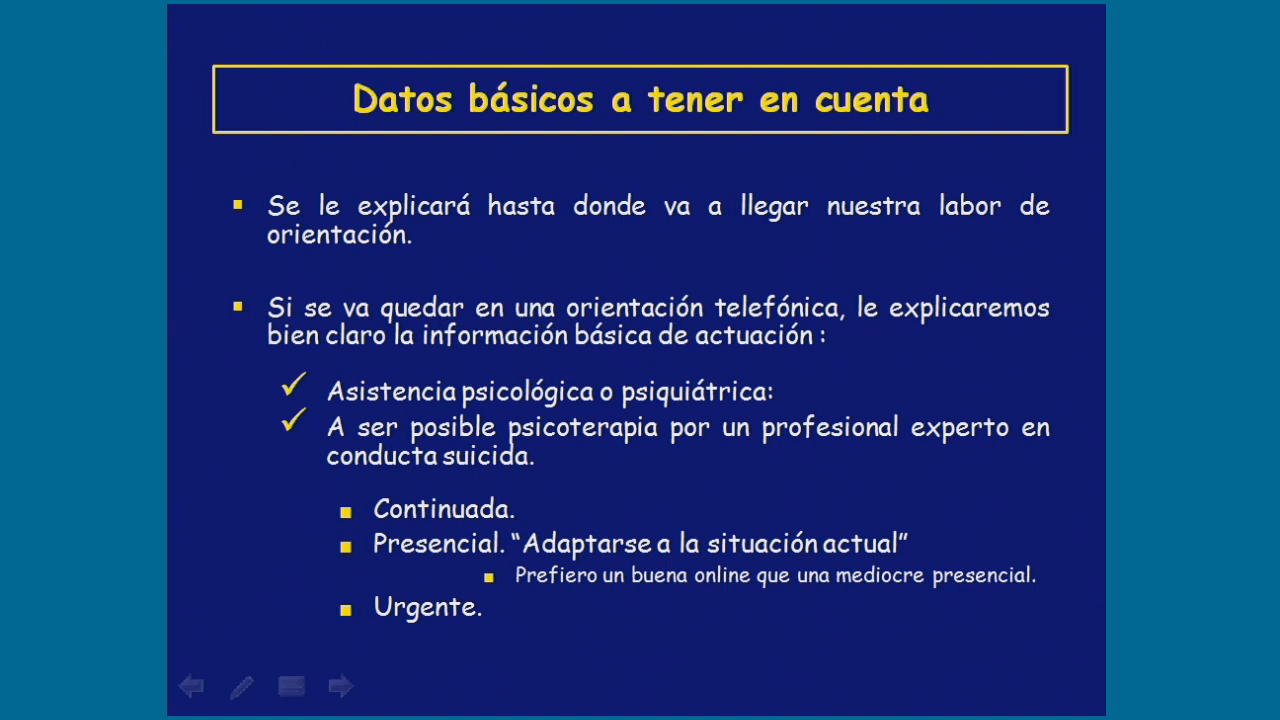 Datos básicos a tener en cuenta
Se le explicará hasta donde va a llegar nuestra labor de
orientación.
Si se va quedar en una orientación telefónica, le explicaremos
bien claro la información básica de actuación :
Asistencia psicológica o psiquiátrica:
A ser posible psicoterapia por un profesional experto en
conducta suicida.
Continuada.
Presencial. “Adaptarse a la situación actual”
Prefiero un buena online que una mediocre presencial.
Urgente.